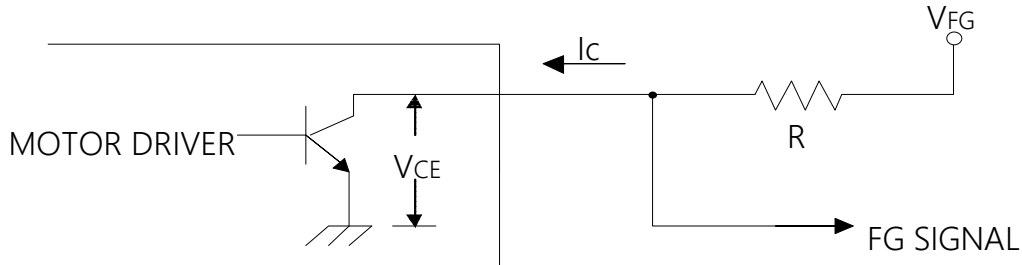 VFG
Ic
MOTOR DRIVER
R
VCE
FG SIGNAL